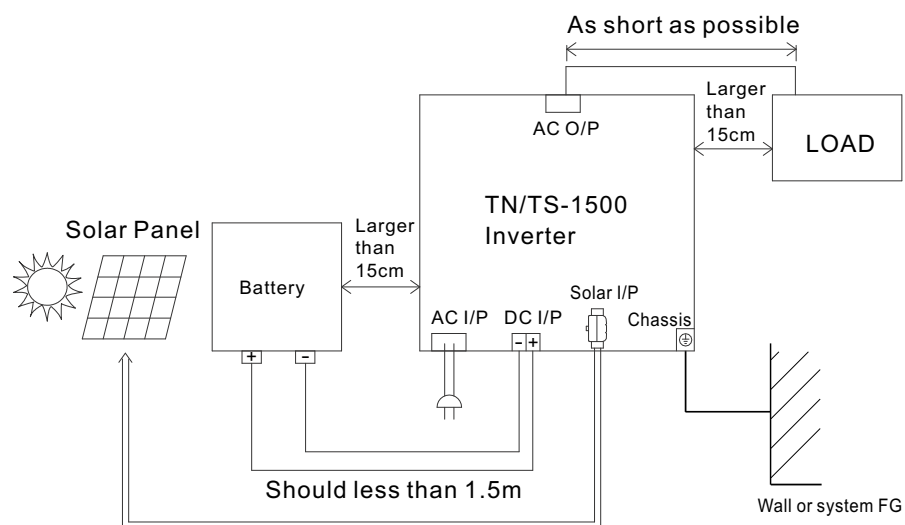 As short as possible
Larger
than
15cm
AC O/P
LOAD
TN/TS-1500
Inverter
Solar Panel
Larger
than
15cm
Battery
Solar I/P
AC I/P
DC I/P
Chassis
- +
+ -
Should less than 1.5m
Wall or system FG